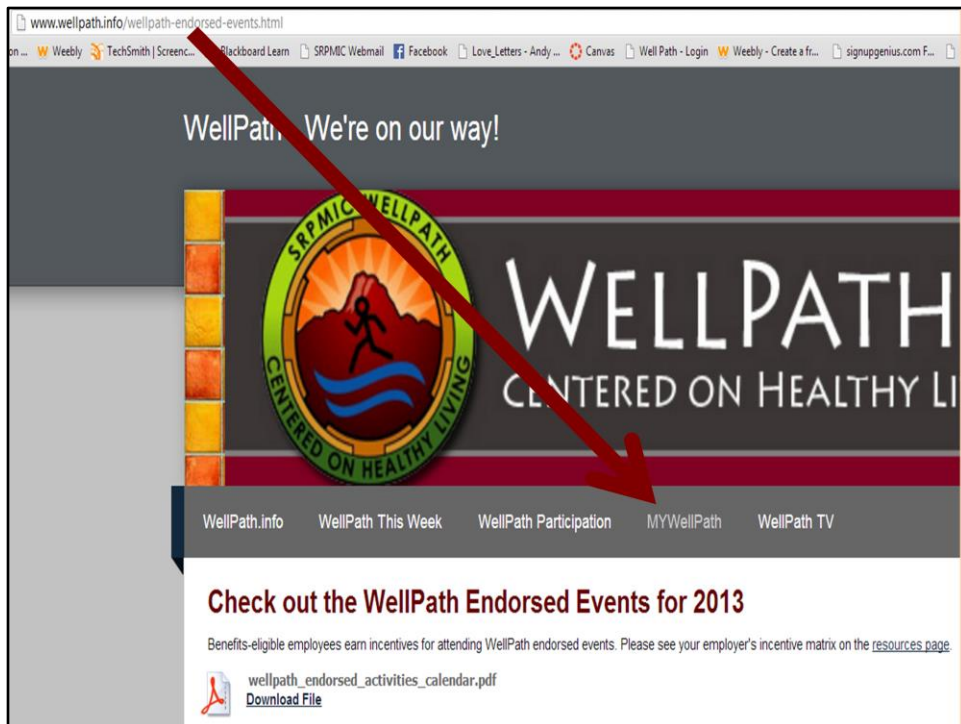 www.wellpath.info/wellpath-endorsed-events.html
on ... Weebly TechSmith | Screenc... Blackboard Learn SRPMIC Webmail Facebook Love_Letters - Andy ... Canvas Well Path - Login Weebly - Create a fr... signupgenius.com F...
WellPath We're on our way!
SRPMIC WELLPATH
CENTERED ON HEALTHY LIVING
WELLPATH
CENTERED ON HEALTHY LI
WellPath.info WellPath This Week WellPath Participation MYWellPath WellPath TV
Check out the WellPath Endorsed Events for 2013
Benefits-eligible employees earn incentives for attending WellPath endorsed events. Please see your employer's incentive matrix on the resources page.
wellpath_endorsed_activities_calendar.pdf
Download File